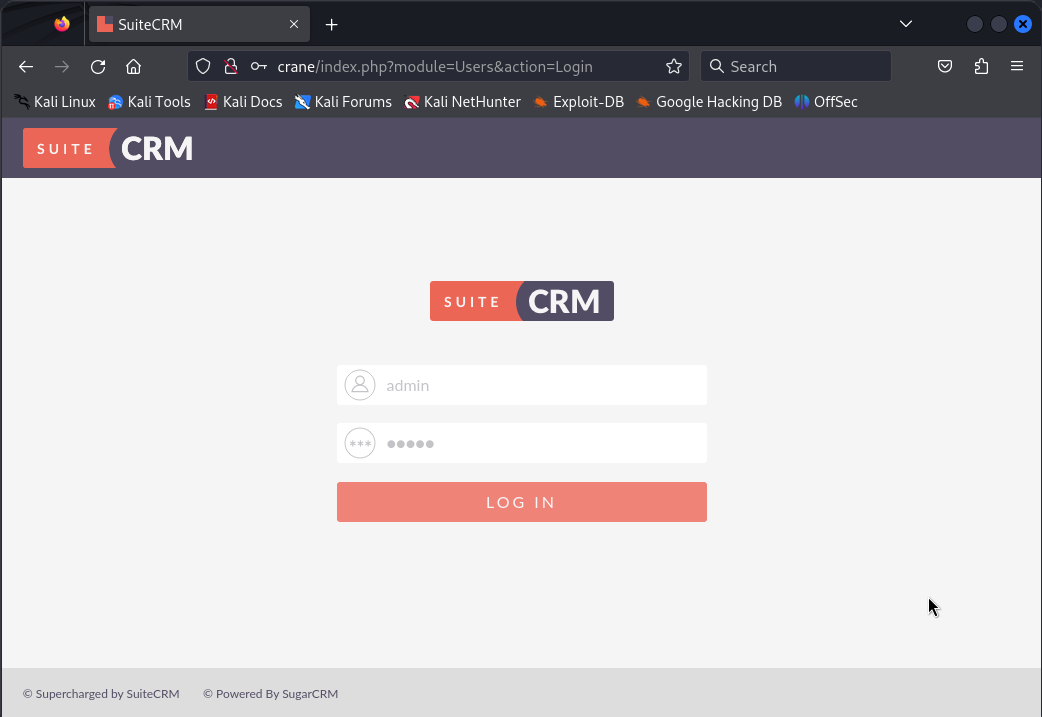 SuiteCRM
crane/index.php?module=Users&action=Login
Search
Kali Linux Kali Tools Kali Docs Kali Forums Kali NetHunter Exploit-DB Google Hacking DB OffSec
SUITE CRM
SUITE CRM
admin
***
LOG IN
© Supercharged by SuiteCRM © Powered By SugarCRM